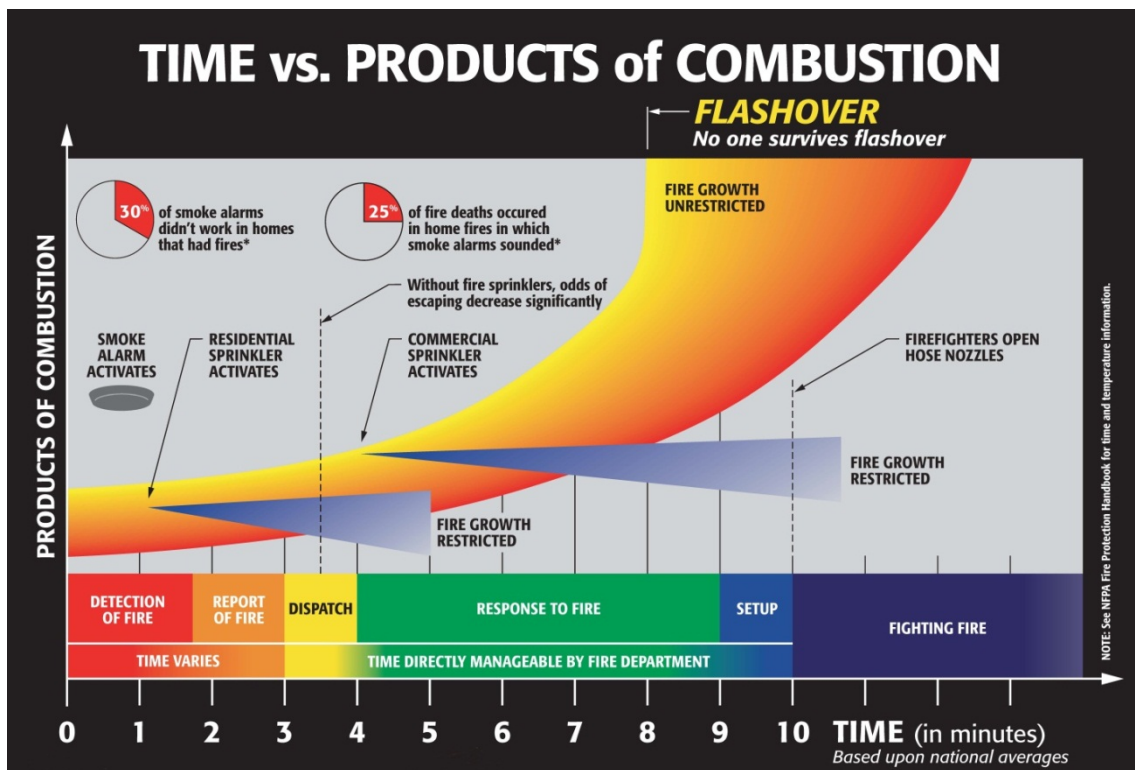 TIME vs. PRODUCTS of COMBUSTION
FLASHOVER
No one survives flashover
PRODUCTS OF COMBUSTION
30%
of smoke alarms
didn't work in homes
that had fires*
25%
of fire deaths occured
in home fires in which
smoke alarms sounded*
FIRE GROWTH
UNRESTRICTED
Without fire sprinklers, odds of
escaping decrease significantly
SMOKE
ALARM
ACTIVATES
RESIDENTIAL
SPRINKLER
ACTIVATES
COMMERCIAL
SPRINKLER
ACTIVATES
FIREFIGHTERS OPEN
HOSE NOZZLES
FIRE GROWTH
RESTRICTED
FIRE GROWTH
RESTRICTED
NOTE: See NFPA Fire Protection Handbook for time and temperature information.
DETECTION
OF FIRE
REPORT
OF FIRE
DISPATCH
RESPONSE TO FIRE
SETUP
FIGHTING FIRE
TIME VARIES
TIME DIRECTLY MANAGEABLE BY FIRE DEPARTMENT
0 1 2 3 4 5 6 7 8 9 10 TIME (in minutes)
Based upon national averages